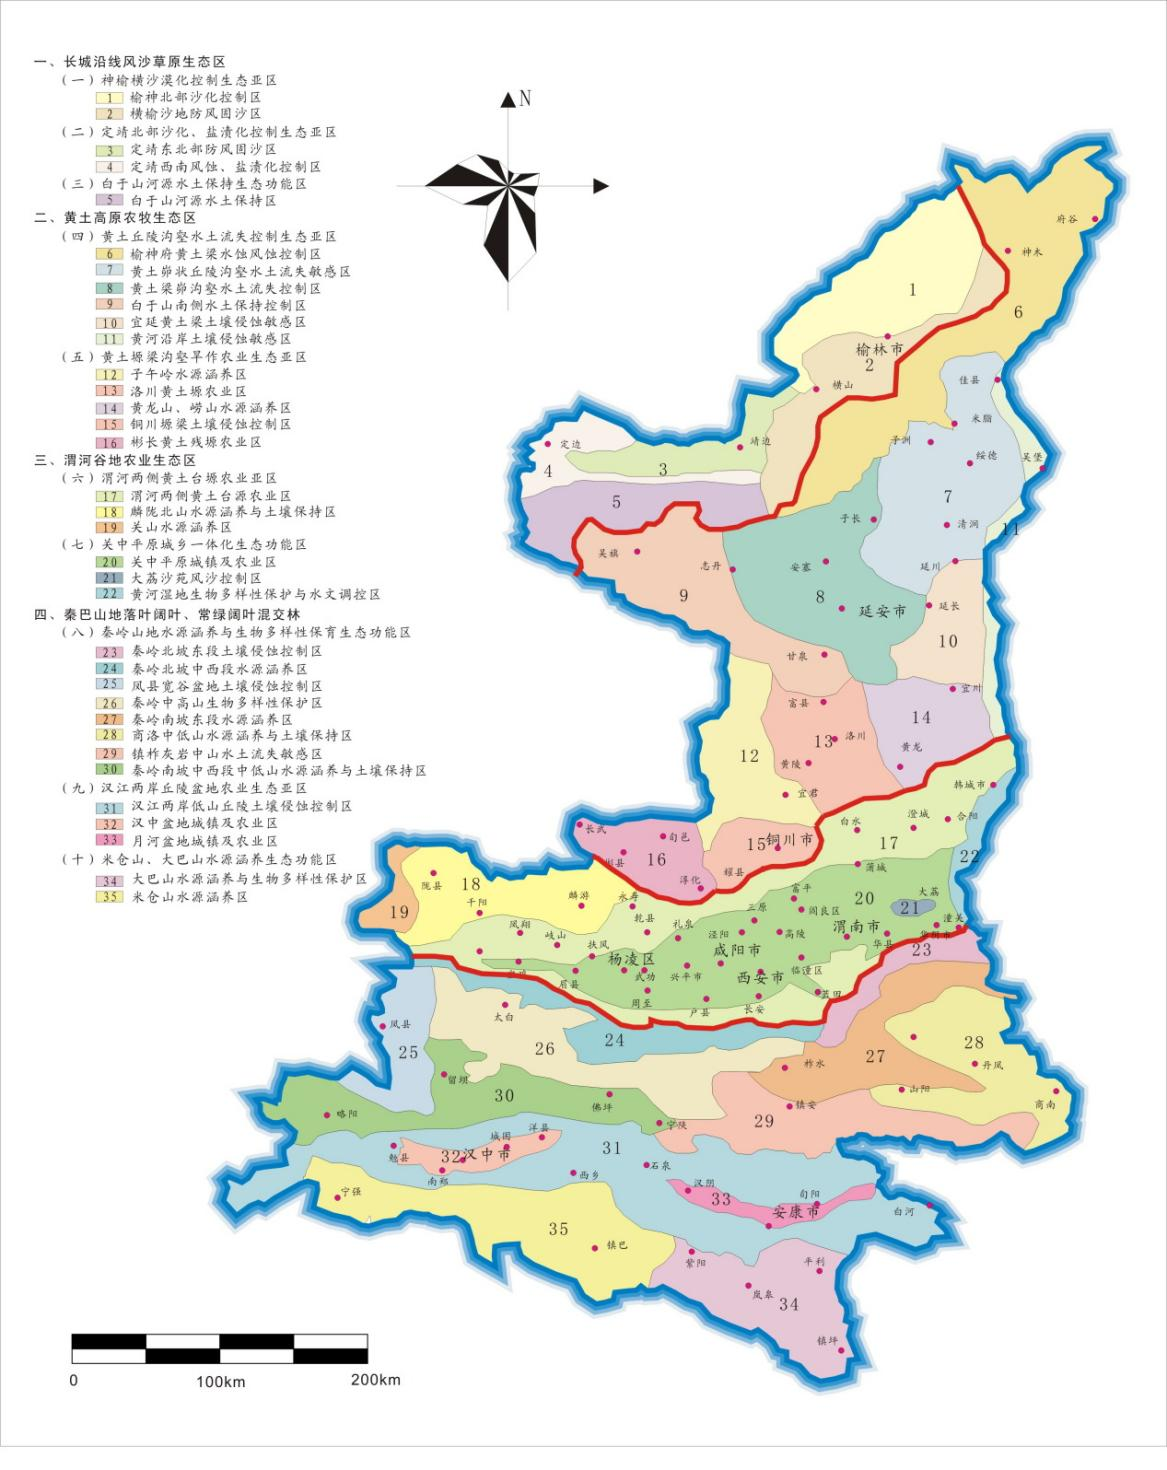 一、长城沿线风沙草原生态区
（一）神榆横沙漠化控制生态亚区
1 榆神北部沙化控制区
2 横榆沙地防风固沙区
（二）定靖北部沙化、盐渍化控制生态亚区
3 定靖东北部防风固沙区
4 定靖西南风蚀、盐渍化控制区
（三）白于山河源水土保持生态功能区
5 白于山河源水土保持区
二、黄土高原农牧生态区
（四）黄土丘陵沟壑水土流失控制生态亚区
6 榆神府黄土梁水蚀风蚀控制区
7 黄土峁状丘陵沟壑水土流失敏感区
8 黄土梁峁沟壑水土流失控制区
9 白于山南侧水土保持控制区
10 宜延黄土梁土壤侵蚀敏感区
11 黄河沿岸土壤侵蚀敏感区
（五）黄土塬梁沟壑旱作农业生态亚区
12 子午岭水源涵养区
13 洛川黄土塬农业区
14 黄龙山、崂山水源涵养区
15 铜川塬梁土壤侵蚀控制区
16 彬长黄土残塬农业区
三、渭河谷地农业生态区
（六）渭河两侧黄土台塬农业亚区
17 渭河两侧黄土台源农业区
18 麟陇北山水源涵养与土壤保持区
19 关山水源涵养区
（七）关中平原城乡一体化生态功能区
20 关中平原城镇及农业区
21 大荔沙苑风沙控制区
22 黄河湿地生物多样性保护与水文调控区
四、秦巴山地落叶阔叶、常绿阔叶混交林
（八）秦岭山地水源涵养与生物多样性保育生态功能区
23 秦岭北坡东段土壤侵蚀控制区
24 秦岭北坡中西段水源涵养区
25 凤县宽谷盆地土壤侵蚀控制区
26 秦岭中高山生物多样性保护区
27 秦岭南坡东段水源涵养区
28 商洛中低山水源涵养与土壤保持区
29 镇柞灰岩中山水土流失敏感区
30 秦岭南坡中西段中低山水源涵养与土壤保持区
（九）汉江两岸丘陵盆地农业生态亚区
31 汉江两岸低山丘陵土壤侵蚀控制区
32 汉中盆地城镇及农业区
33 月河盆地城镇及农业区
（十）米仓山、大巴山水源涵养生态功能区
34 大巴山水源涵养与生物多样性保护区
35 米仓山水源涵养区
N
府谷
神木
1
6
榆林市
2
横山
佳县
米脂
子洲
绥德
吴堡
定边
靖边
4
3
5
7
子长
清涧
11
吴旗
志丹
安塞
延川
9
8
延安市
延长
10
甘泉
宜川
富县
14
13
洛川
黄龙
12
黄陵
宜君
韩城市
长武
旬邑
彬县
16
淳化
15
铜川市
耀县
白水
澄城
合阳
17
22
蒲城
陇县
18
千阳
19
麟游
永寿
凤翔
岐山
扶风
乾县
礼泉
三原
富平
阎良区
20
大荔
21
潼关
泾阳
高陵
渭南市
华县
23
咸阳市
杨凌区
武功
兴平市
西安市
临潼区
眉县
周至
户县
长安
蓝田
太白
凤县
25
26
24
27
28
柞水
丹凤
山阳
商南
留坝
30
佛坪
镇安
29
宁陕
略阳
31
洋县
城固
32
汉中市
勉县
南郑
西乡
石泉
汉阴
33
旬阳
安康市
白河
宁强
35
镇巴
紫阳
平利
岚皋
34
镇坪
0
100km
200km